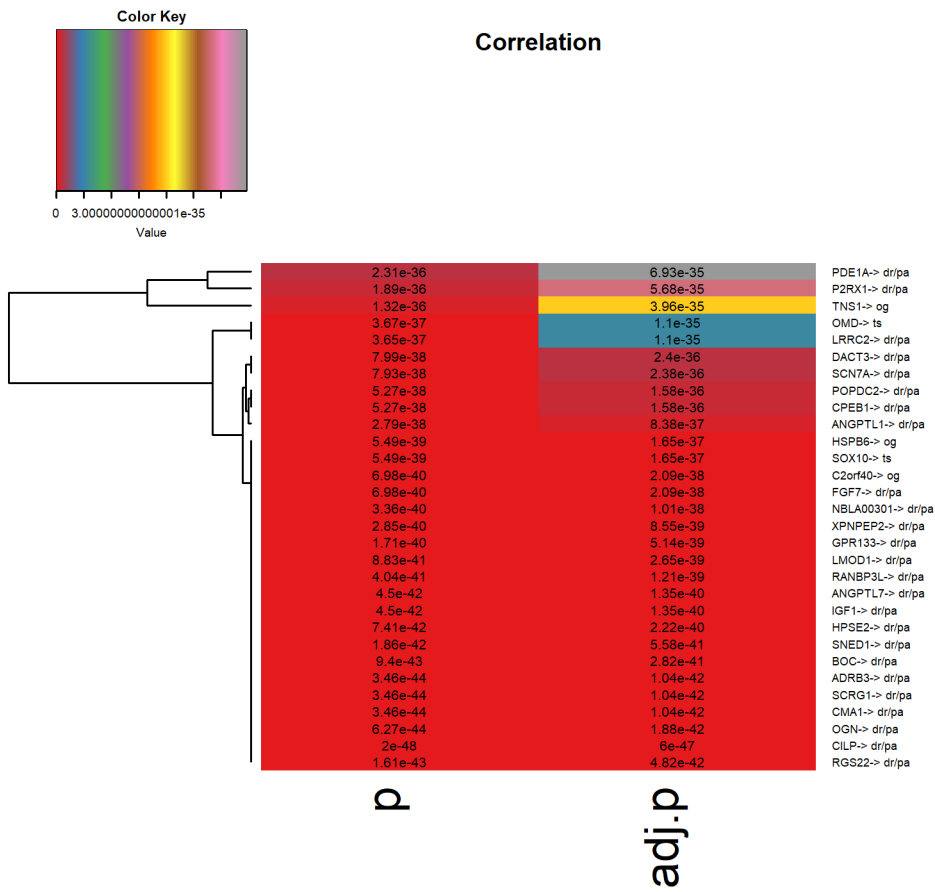 Color Key
Correlation
0 3.00000000000001e-35
Value
2.31e-36 6.93e-35 PDE1A-> dr/pa
1.89e-36 5.68e-35 P2RX1-> dr/pa
1.32e-36 3.96e-35 TNS1-> og
3.67e-37 1.1e-35 OMD-> ts
3.65e-37 1.1e-35 LRRC2-> dr/pa
7.99e-38 2.4e-36 DACT3-> dr/pa
7.93e-38 2.38e-36 SCN7A-> dr/pa
5.27e-38 1.58e-36 POPDC2-> dr/pa
5.27e-38 1.58e-36 CPEB1-> dr/pa
2.79e-38 8.38e-37 ANGPTL1-> dr/pa
5.49e-39 1.65e-37 HSPB6-> og
5.49e-39 1.65e-37 SOX10-> ts
6.98e-40 2.09e-38 C2orf40-> og
6.98e-40 2.09e-38 FGF7-> dr/pa
3.36e-40 1.01e-38 NBLA00301-> dr/pa
2.85e-40 8.55e-39 XPNPEP2-> dr/pa
1.71e-40 5.14e-39 GPR133-> dr/pa
8.83e-41 2.65e-39 LMOD1-> dr/pa
4.04e-41 1.21e-39 RANBP3L-> dr/pa
4.5e-42 1.35e-40 ANGPTL7-> dr/pa
4.5e-42 1.35e-40 IGF1-> dr/pa
7.41e-42 2.22e-40 HPSE2-> dr/pa
1.86e-42 5.58e-41 SNED1-> dr/pa
9.4e-43 2.82e-41 BOC-> dr/pa
3.46e-44 1.04e-42 ADRB3-> dr/pa
3.46e-44 1.04e-42 SCRG1-> dr/pa
3.46e-44 1.04e-42 CMA1-> dr/pa
6.27e-44 1.88e-42 OGN-> dr/pa
2e-48 6e-47 CILP-> dr/pa
1.61e-43 4.82e-42 RGS22-> dr/pa
p adj.p